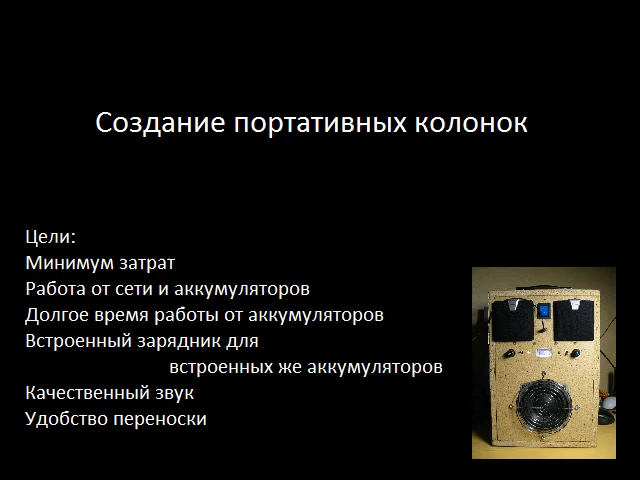 Создание портативных колонок
Цели:
Минимум затрат
Работа от сети и аккумуляторов
Долгое время работы от аккумуляторов
Встроенный зарядник для
встроенных же аккумуляторов
Качественный звук
Удобство переноски